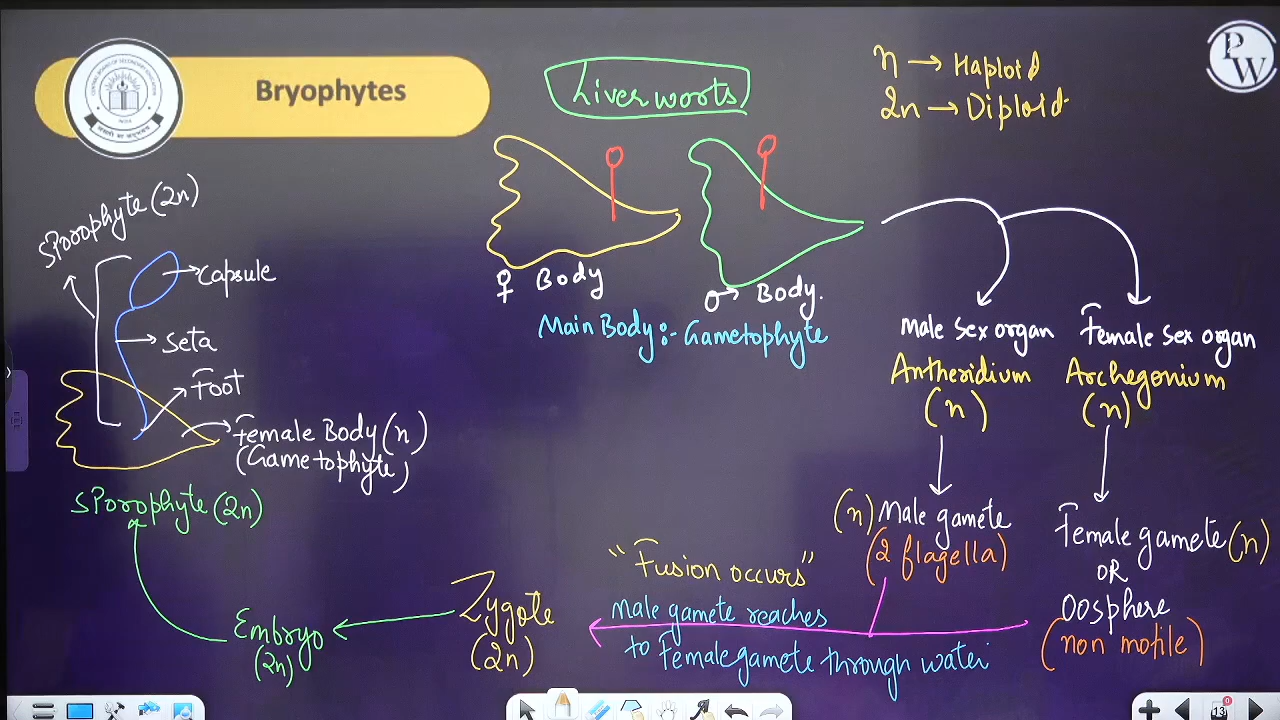 Bryophytes
Liverworts
n → Haploid
2n → Diploid
PW
♀ Body
♂ Body.
Main Body:- Gametophyte
Male sex organ
Antheridium
(n)
Female sex organ
Archegonium
(n)
(n) Male gamete
(2 flagella)
Female gamete (n)
OR
Oosphere
(non motile)
"Fusion occurs"
Male gamete reaches
to Female gamete through water
Zygote
(2n)
Embryo
(2n)
Sporophyte (2n)
Sporophyte (2n)
Capsule
Seta
Foot
Female Body (n)
(Gametophyte)
13